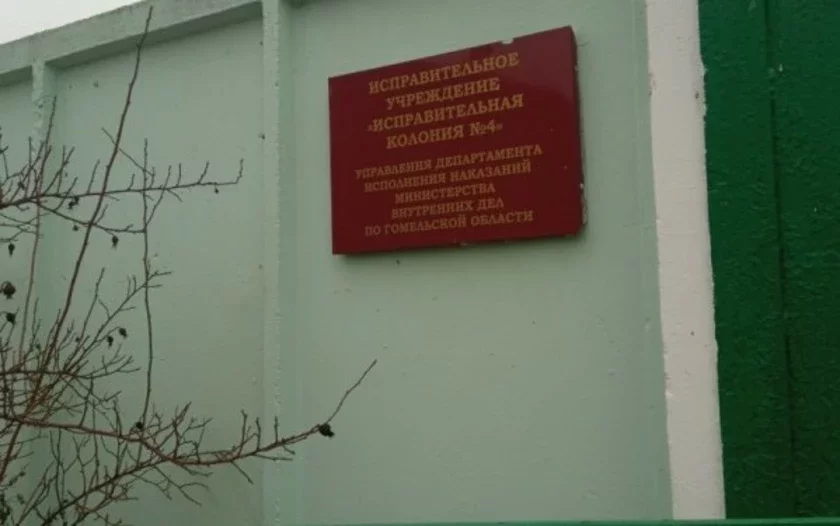 ИСПРАВИТЕЛЬНОЕ
УЧРЕЖДЕНИЕ
«ИСПРАВИТЕЛЬНАЯ
КОЛОНИЯ №4»
УПРАВЛЕНИЯ ДЕПАРТАМЕНТА
ИСПОЛНЕНИЯ НАКАЗАНИЙ
МИНИСТЕРСТВА
ВНУТРЕННИХ ДЕЛ
ПО ГОМЕЛЬСКОЙ ОБЛАСТИ